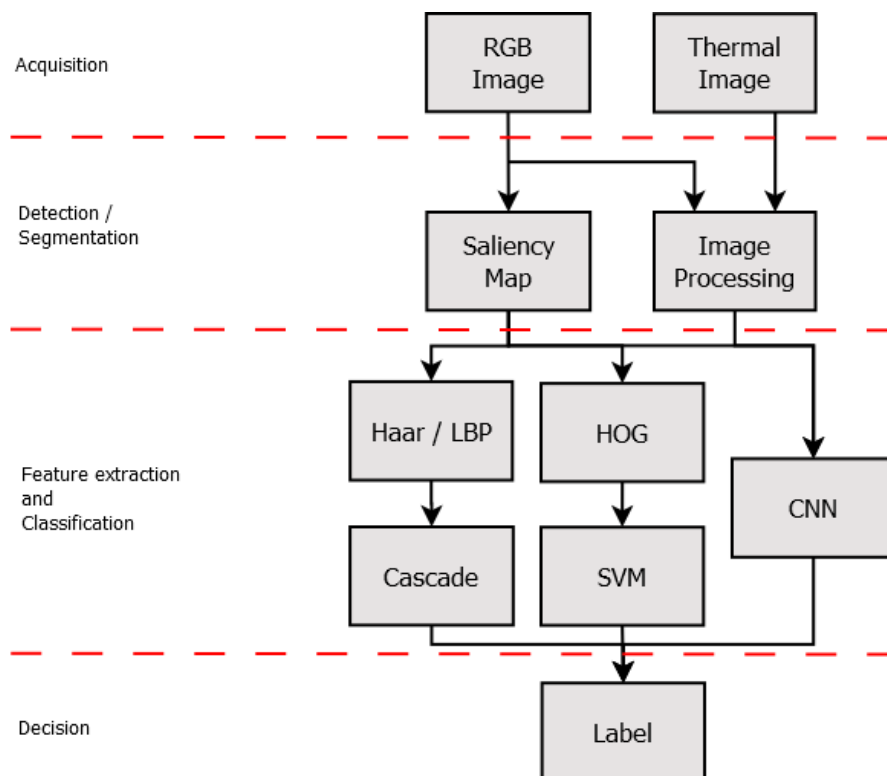 Acquisition
RGB
Image
Thermal
Image
Detection /
Segmentation
Saliency
Map
Image
Processing
Feature extraction
and
Classification
Haar / LBP
HOG
CNN
Cascade
SVM
Decision
Label